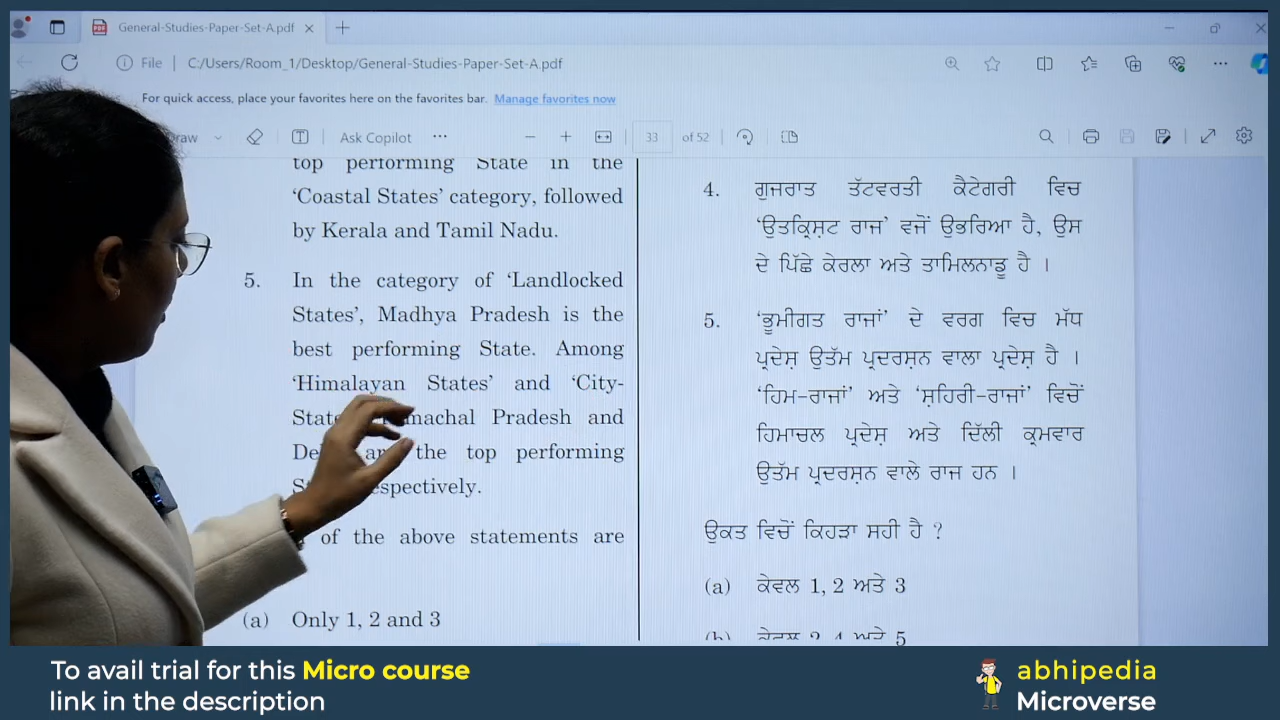 General-Studies-Paper-Set-A.pdf
File
C:/Users/Room_1/Desktop/General-Studies-Paper-Set-A.pdf
For quick access, place your favorites here on the favorites bar. Manage favorites now
Ask Copilot
33 of 52
top performing State in the
‘Coastal States’ category, followed
by Kerala and Tamil Nadu.
5. In the category of ‘Landlocked
States’, Madhya Pradesh is the
best performing State. Among
‘Himalayan States’ and ‘City-
Pradesh and
the top performing
of the above statements are
(a) Only 1, 2 and 3
4. ਗੁਜਰਾਤ ਤੱਟਵਰਤੀ ਕੈਟੇਗਰੀ ਵਿਚ
‘ਉਤਕ੍ਰਿਸ਼ਟ ਰਾਜ’ ਵਜੋਂ ਉਭਰਿਆ ਹੈ, ਉਸ
ਦੇ ਪਿੱਛੇ ਕੇਰਲਾ ਅਤੇ ਤਾਮਿਲਨਾਡੂ ਹੈ ।
5. ‘ਭੂਮੀਗਤ ਰਾਜਾਂ’ ਦੇ ਵਰਗ ਵਿਚ ਮੱਧ
ਪ੍ਰਦੇਸ਼ ਉਤੱਮ ਪ੍ਰਦਰਸ਼ਨ ਵਾਲਾ ਪ੍ਰਦੇਸ਼ ਹੈ ।
‘ਹਿਮ-ਰਾਜਾਂ’ ਅਤੇ ‘ਸ਼ਹਿਰੀ-ਰਾਜਾਂ’ ਵਿਚੋਂ
ਹਿਮਾਚਲ ਪ੍ਰਦੇਸ਼ ਅਤੇ ਦਿੱਲੀ ਕ੍ਰਮਵਾਰ
ਉਤੱਮ ਪ੍ਰਦਰਸ਼ਨ ਵਾਲੇ ਰਾਜ ਹਨ ।
ਉਕਤ ਵਿਚੋਂ ਕਿਹੜਾ ਸਹੀ ਹੈ ?
(a) ਕੇਵਲ 1, 2 ਅਤੇ 3
To avail trial for this Micro course
link in the description
abhipedia
Microverse